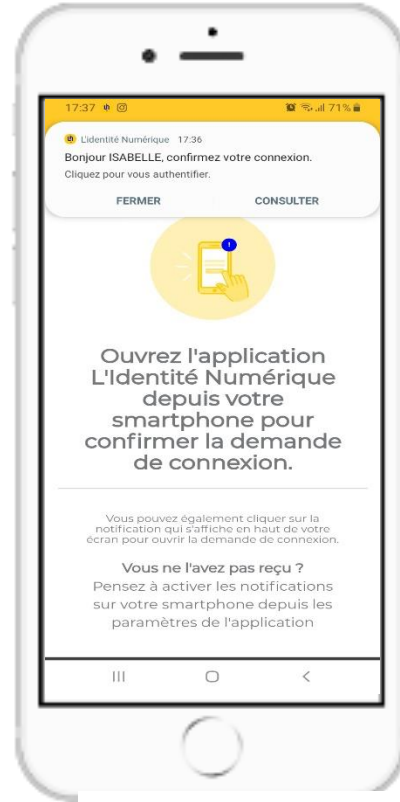 17:37
71%
L'identité Numérique 17:36
Bonjour ISABELLE, confirmez votre connexion.
Cliquez pour vous authentifier.
FERMER CONSULTER
Ouvrez l'application
L'Identité Numérique
depuis votre
smartphone pour
confirmer la demande
de connexion.
Vous pouvez également cliquer sur la
notification qui s'affiche en haut de votre
écran pour ouvrir la demande de connexion.
Vous ne l'avez pas reçu ?
Pensez à activer les notifications
sur votre smartphone depuis les
paramètres de l'application